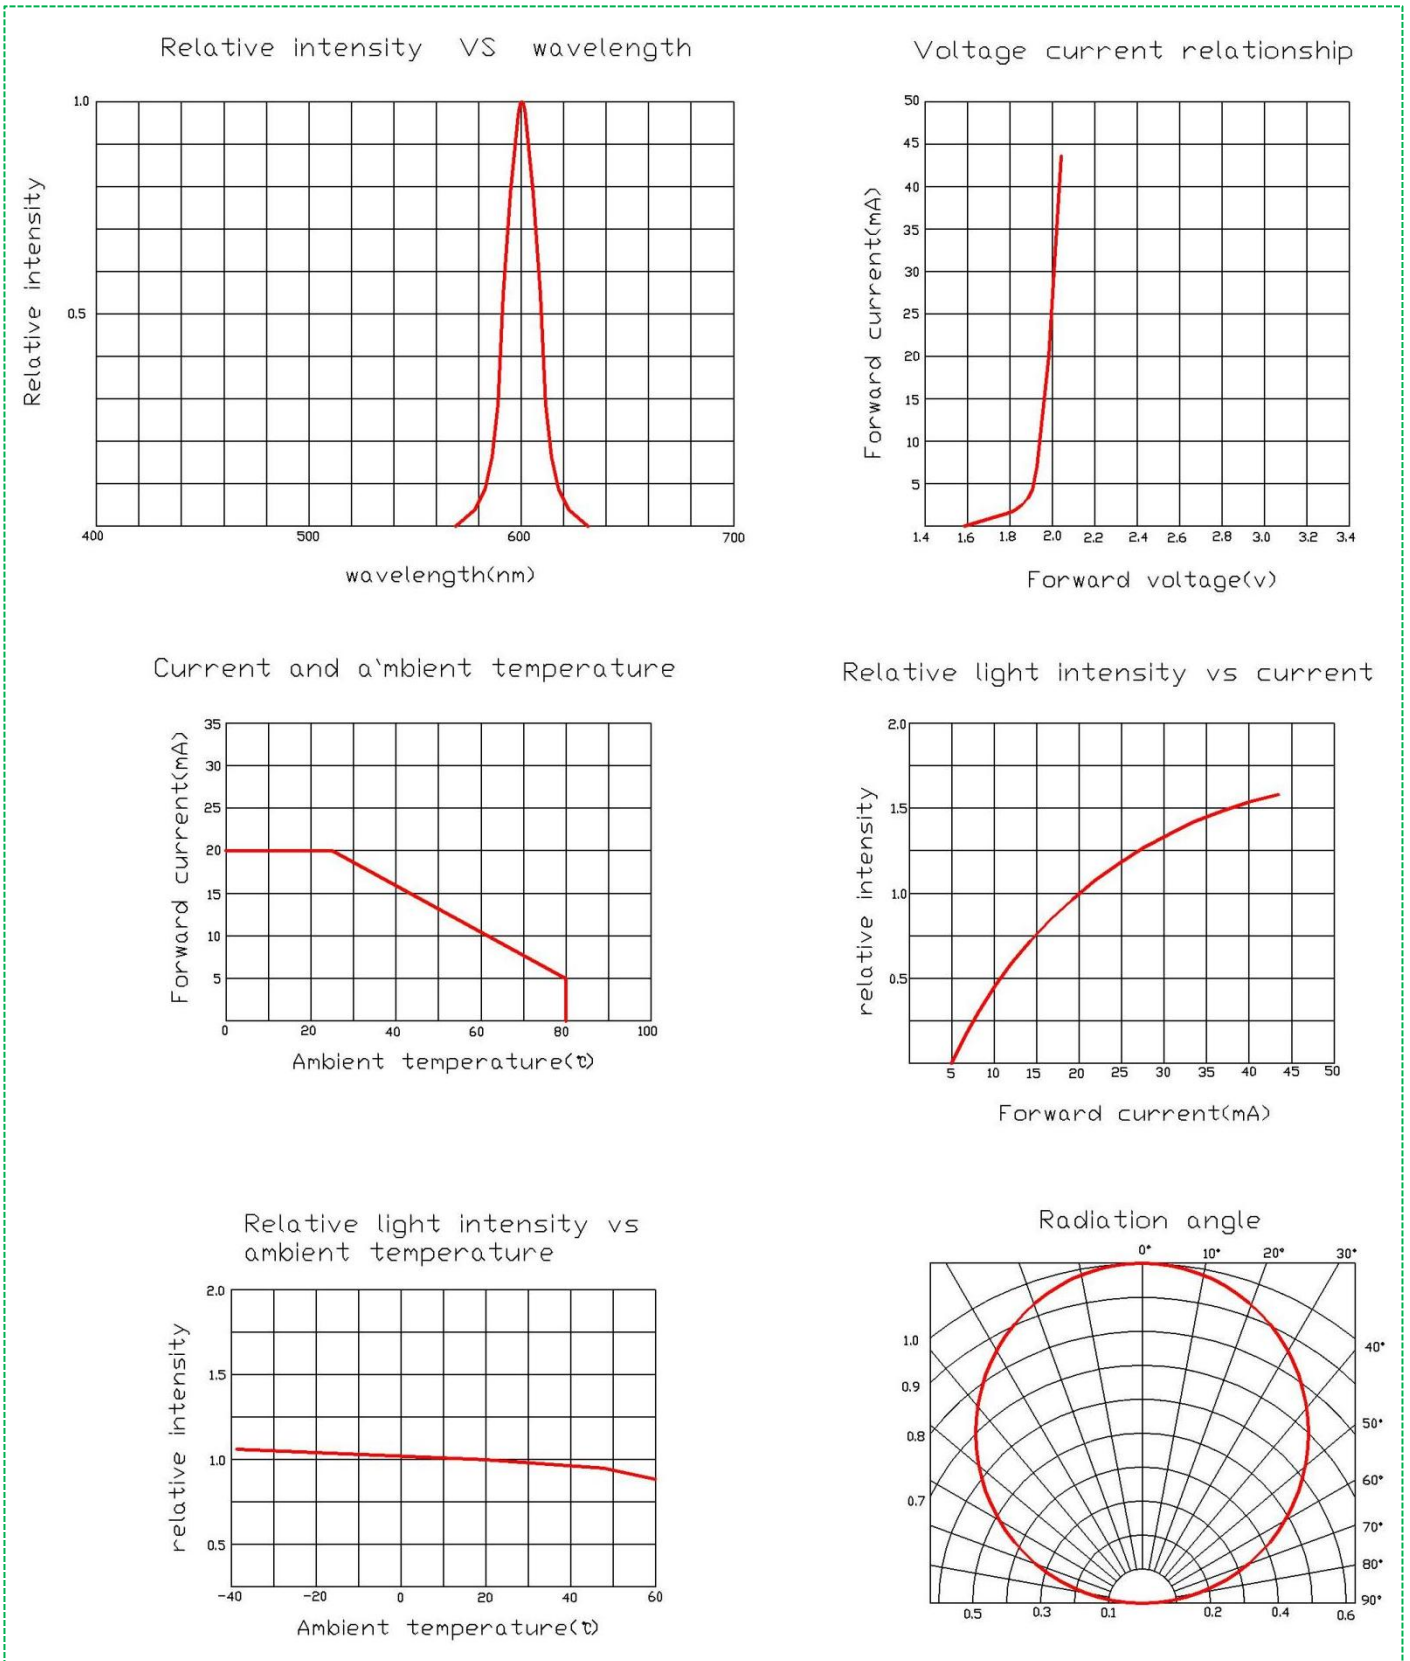 Relative intensity VS wavelength
Relative intensity
1.0
0.5
400 500 600 700
wavelength(nm)
Voltage current relationship
Forward current(mA)
50
45
40
35
30
25
20
15
10
5
1.4 1.6 1.8 2.0 2.2 2.4 2.6 2.8 3.0 3.2 3.4
Forward voltage(v)
Current and a`mbient temperature
Forward current(mA)
35
30
25
20
15
10
5
0 20 40 60 80 100
Ambient temperature(℃)
Relative light intensity vs current
relative intensity
2.0
1.5
1.0
0.5
5 10 15 20 25 30 35 40 45 50
Forward current(mA)
Relative light intensity vs
ambient temperature
relative intensity
2.0
1.5
1.0
0.5
-40 -20 0 20 40 60
Ambient temperature(℃)
Radiation angle
0° 10° 20° 30°
40°
50°
60°
70°
80°
90°
1.0
0.9
0.8
0.7
0.5 0.3 0.1 0.2 0.4 0.6